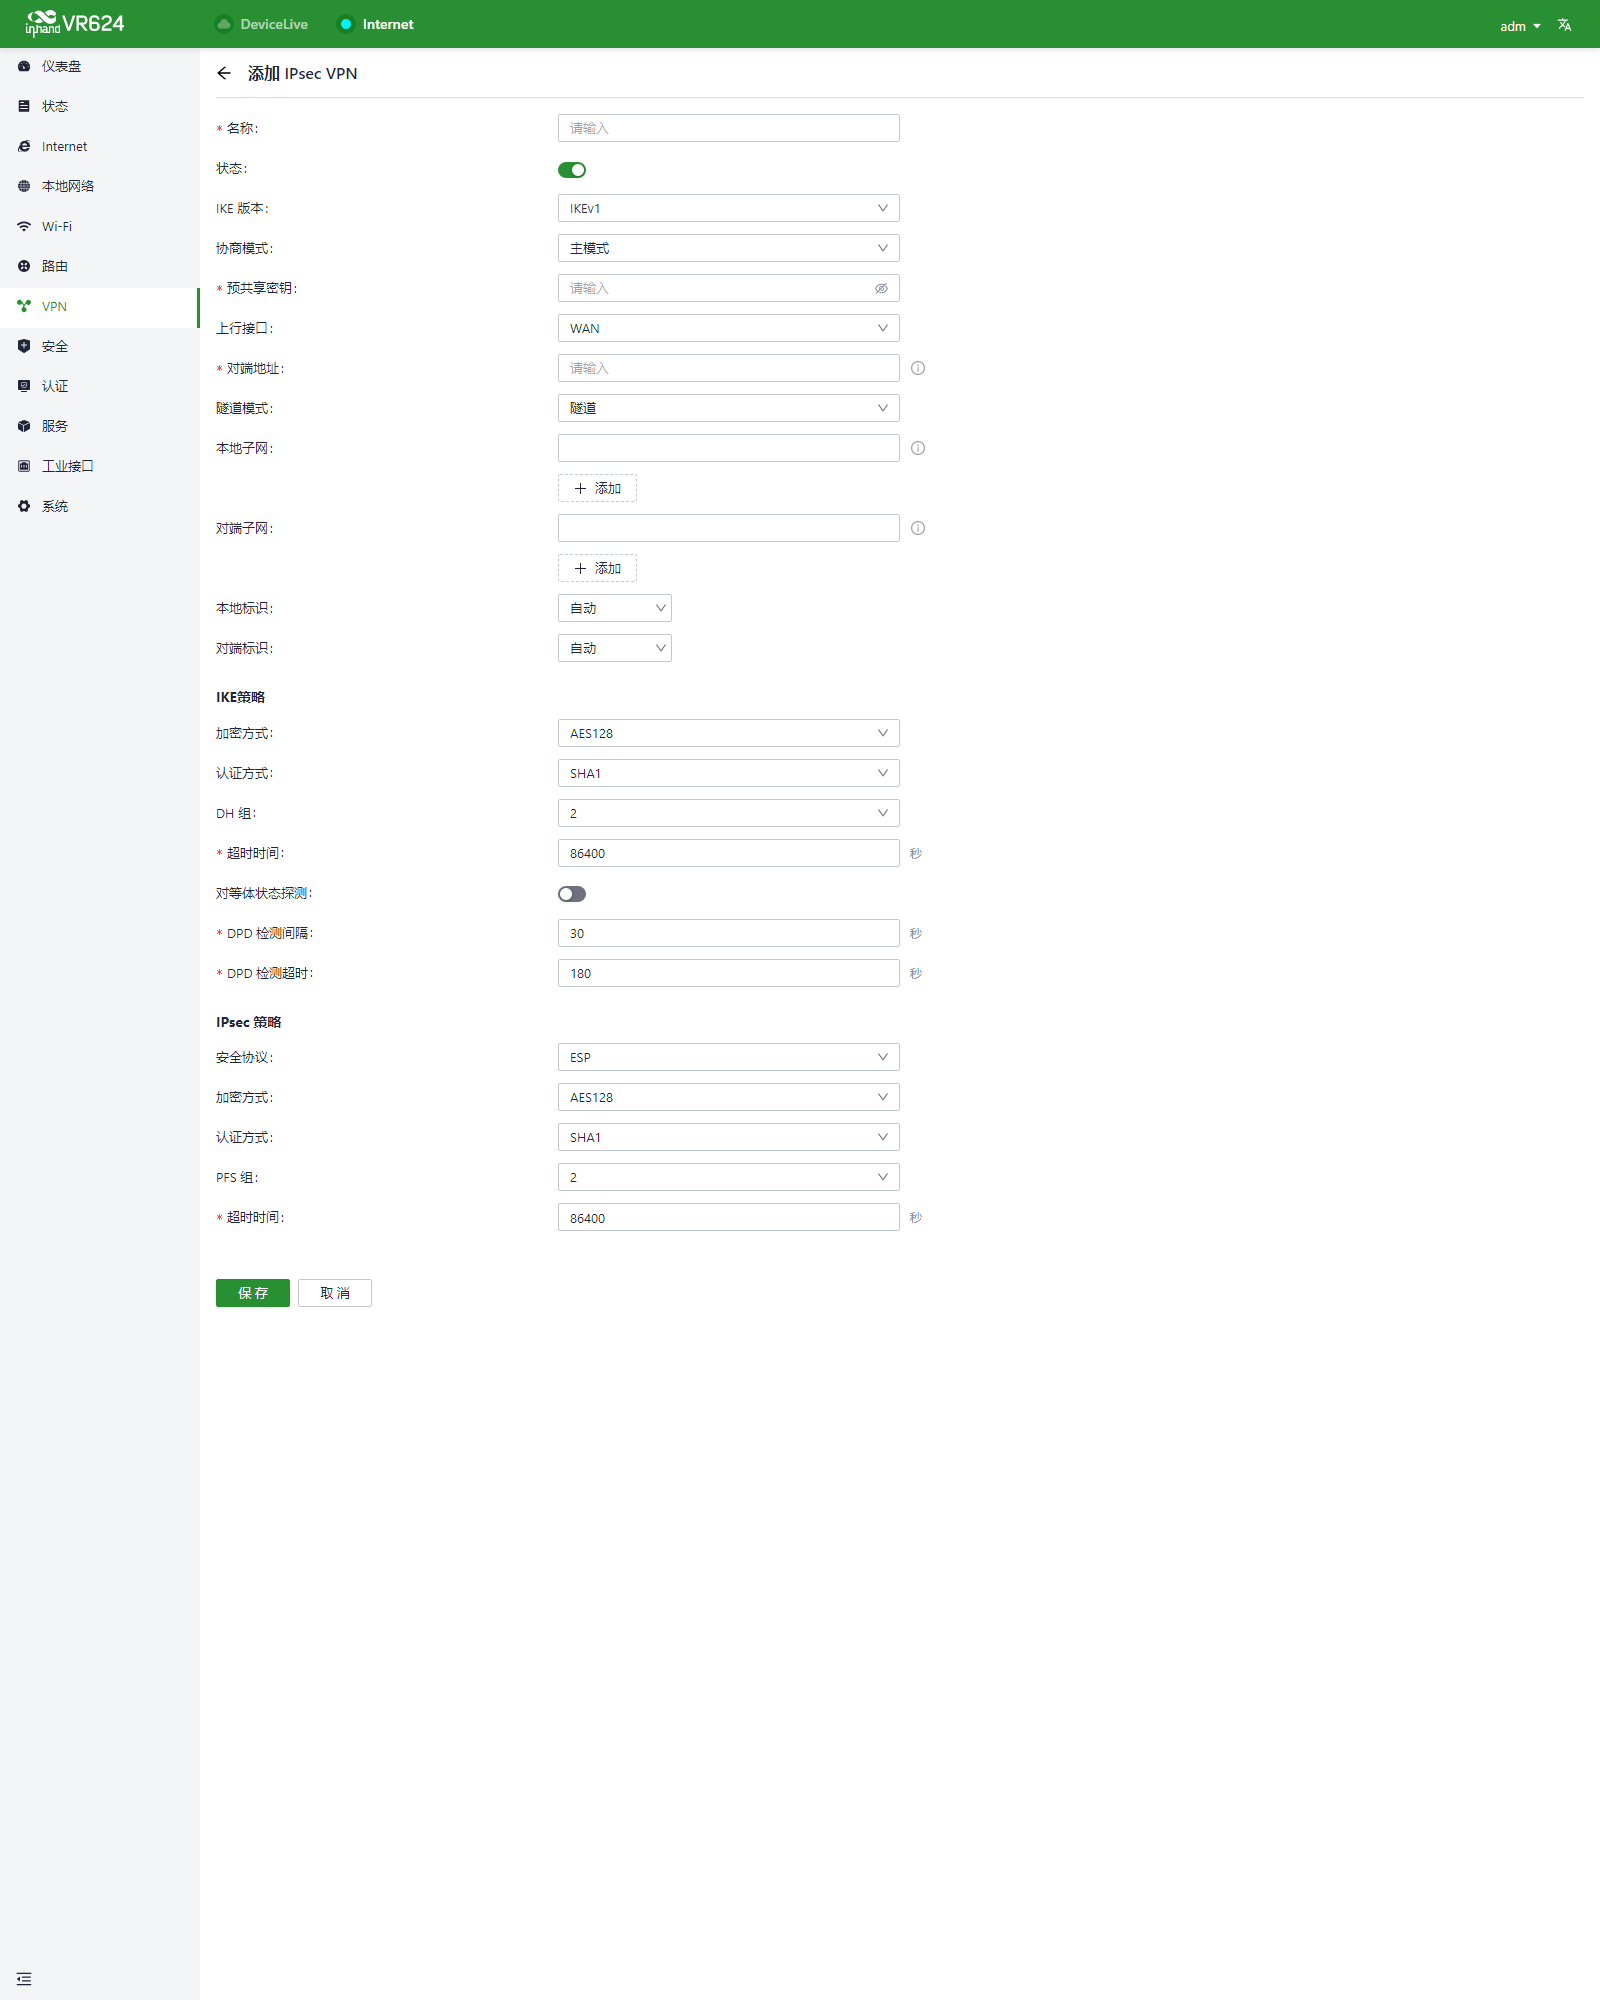 inhand VR624
DeviceLive
Internet
adm
仪表盘
状态
Internet
本地网络
Wi-Fi
路由
VPN
安全
认证
服务
工业接口
系统
添加 IPsec VPN
* 名称:
请输入
状态:
IKE 版本:
IKEv1
协商模式:
主模式
* 预共享密钥:
请输入
上行接口:
WAN
* 对端地址:
请输入
隧道模式:
隧道
本地子网:
添加
对端子网:
添加
本地标识:
自动
对端标识:
自动
IKE策略
加密方式:
AES128
认证方式:
SHA1
DH 组:
2
* 超时时间:
86400
秒
对等体状态探测:
* DPD 检测间隔:
30
秒
* DPD 检测超时:
180
秒
IPsec 策略
安全协议:
ESP
加密方式:
AES128
认证方式:
SHA1
PFS 组:
2
* 超时时间:
86400
秒
保 存
取 消